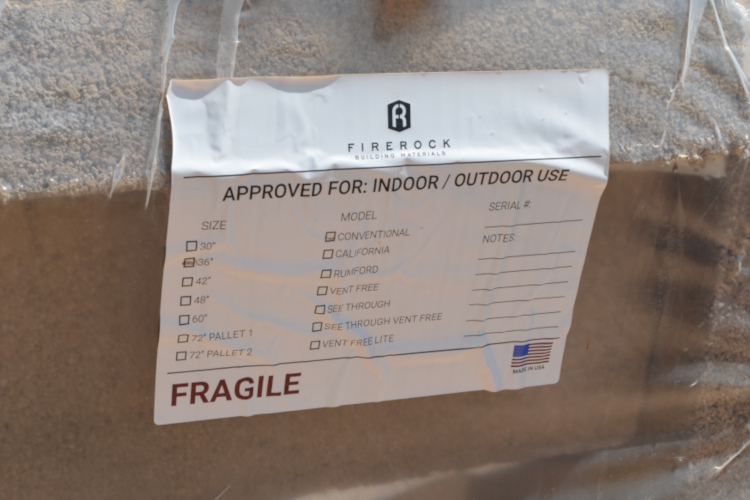 FIREROCK
BUILDING MATERIALS
APPROVED FOR: INDOOR / OUTDOOR USE
SIZE
30"
36"
42"
48"
60"
72" PALLET 1
72" PALLET 2
MODEL
CONVENTIONAL
CALIFORNIA
RUMFORD
VENT FREE
SEE THROUGH
SEE THROUGH VENT FREE
VENT FREE LITE
SERIAL #:
NOTES:
FRAGILE
MADE IN USA